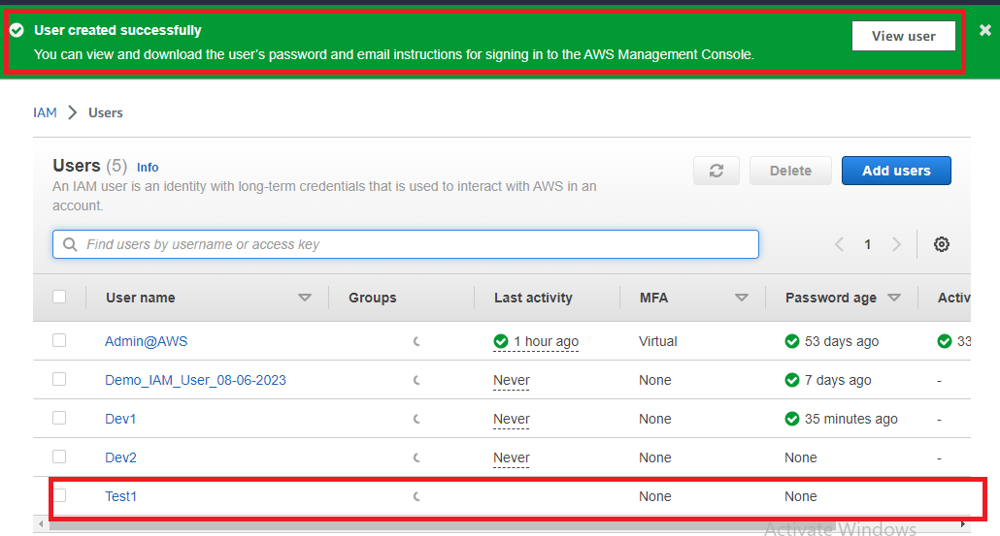 User created successfully
You can view and download the user's password and email instructions for signing in to the AWS Management Console.
View user
IAM > Users
Users (5) Info
An IAM user is an identity with long-term credentials that is used to interact with AWS in an
account.
Delete
Add users
Find users by username or access key
1
User name Groups Last activity MFA Password age Activ
Admin@AWS 1 hour ago Virtual 53 days ago 33
Demo_IAM_User_08-06-2023 Never None 7 days ago -
Dev1 Never None 35 minutes ago -
Dev2 Never None None -
Test1 None None
Activate Windows